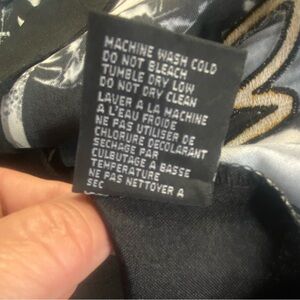 MACHINE WASH COLD
DO NOT BLEACH
TUMBLE DRY LOW
DO NOT DRY CLEAN
LAVER A LA MACHINE
A L'EAU FROIDE
NE PAS UTILISER DE
CHLORURE DECOLARANT
SECHAGE PAR
CULBUTAGE A BASSE
TEMPERATURE
NE PAS NETTOYER A
SEC